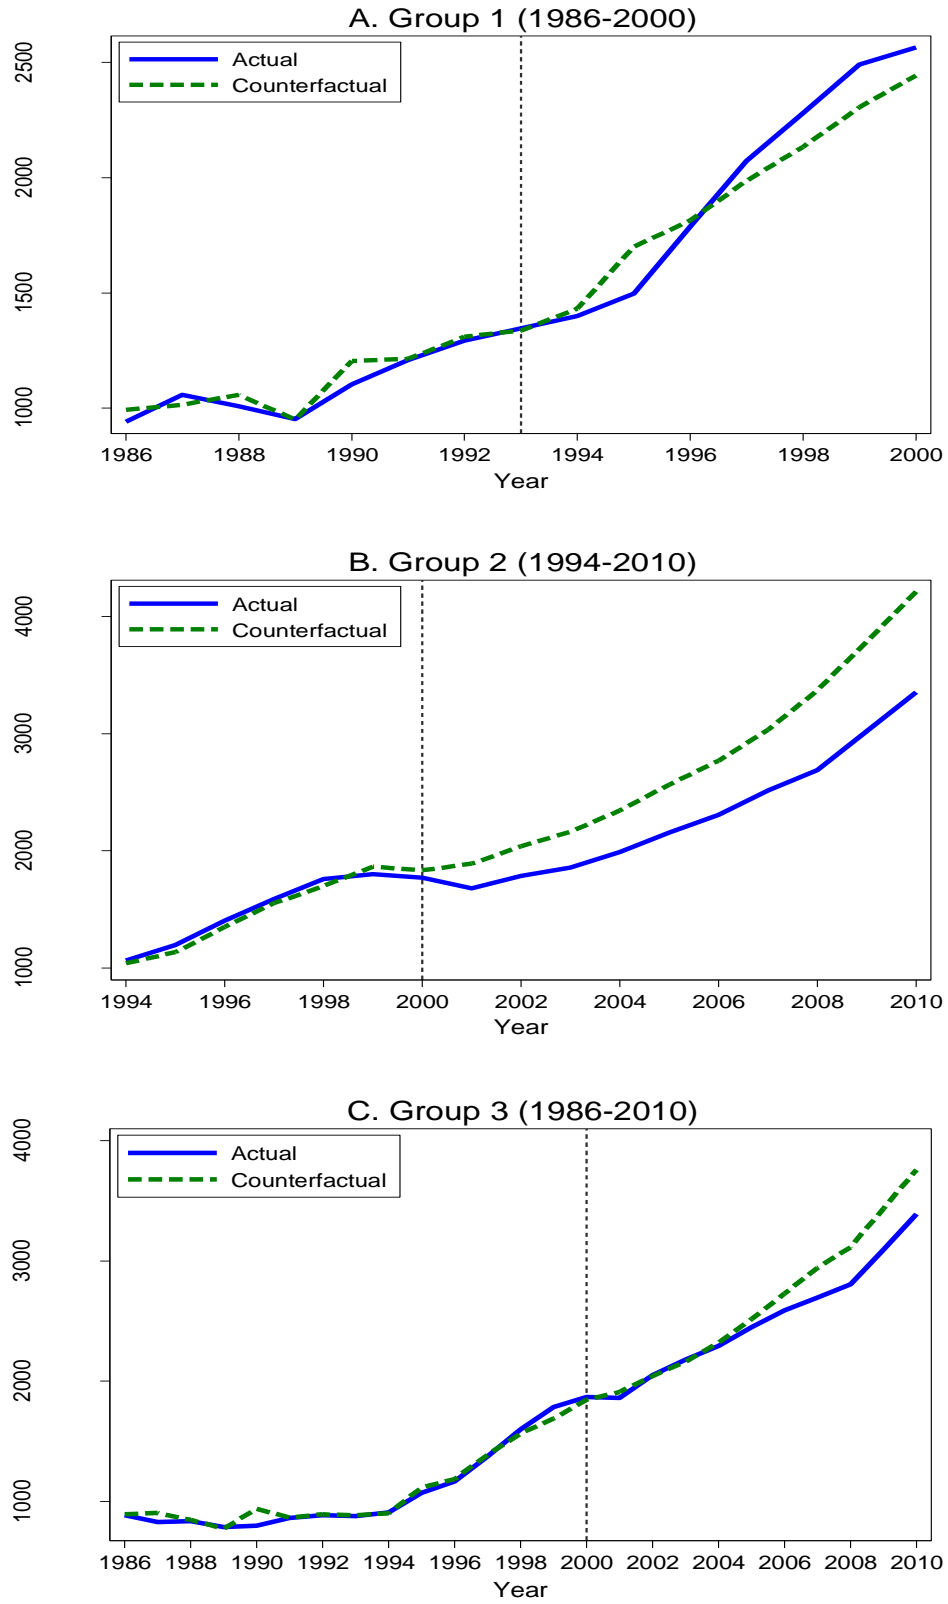 A. Group 1 (1986-2000)
Actual
Counterfactual
2500
2000
1500
1000
1986 1988 1990 1992 1994 1996 1998 2000
Year
B. Group 2 (1994-2010)
Actual
Counterfactual
4000
3000
2000
1000
1994 1996 1998 2000 2002 2004 2006 2008 2010
Year
C. Group 3 (1986-2010)
Actual
Counterfactual
4000
3000
2000
1000
1986 1988 1990 1992 1994 1996 1998 2000 2002 2004 2006 2008 2010
Year